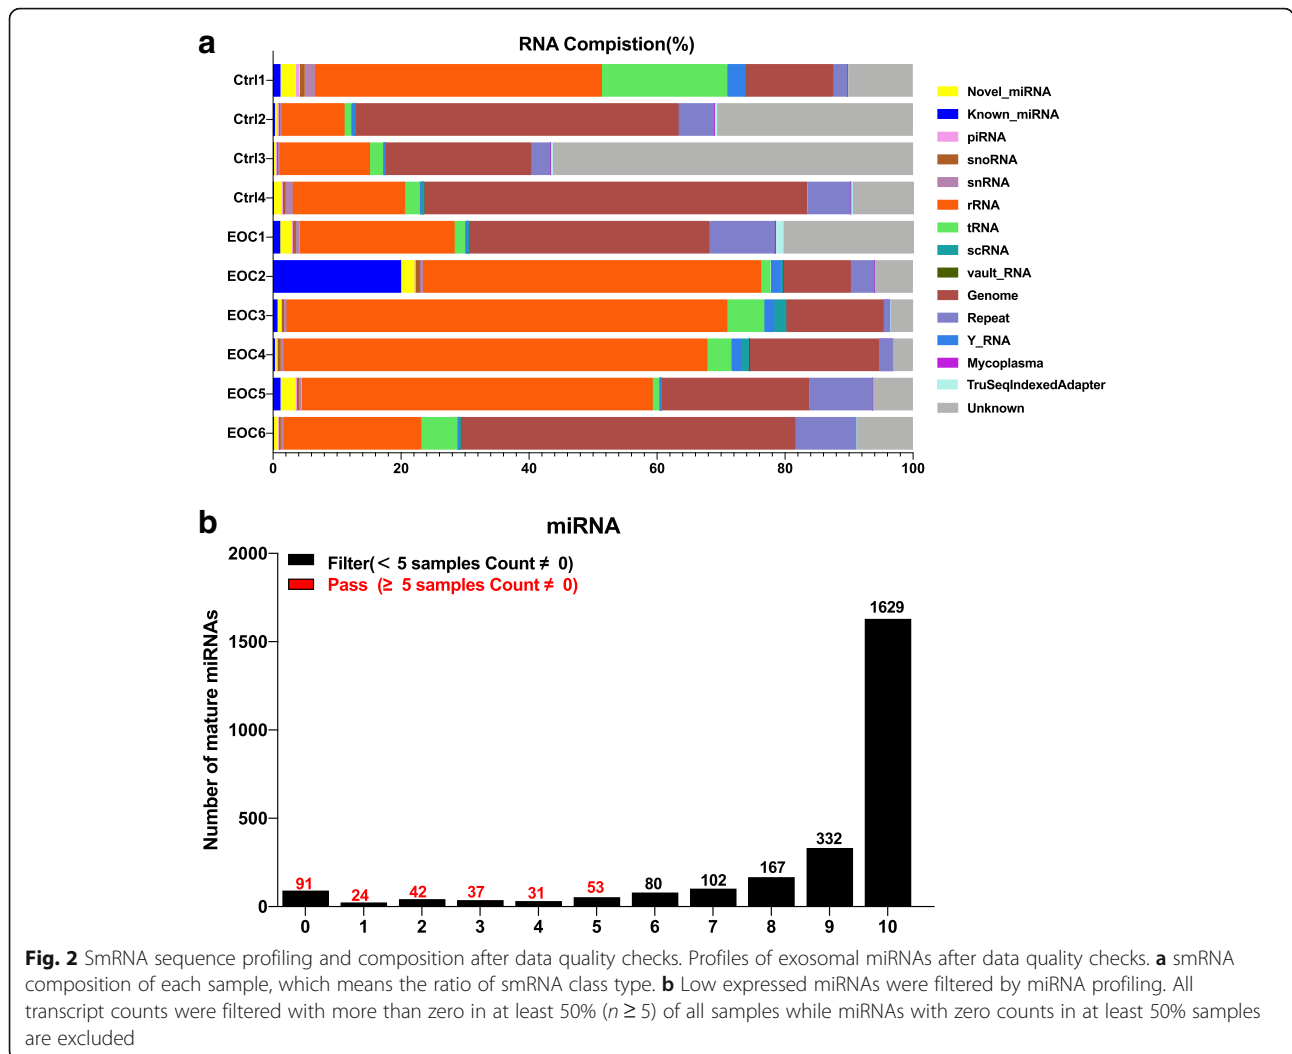 a
RNA Compistion(%)
Ctrl1
Ctrl2
Ctrl3
Ctrl4
EOC1
EOC2
EOC3
EOC4
EOC5
EOC6
0 20 40 60 80 100
Novel_miRNA
Known_miRNA
piRNA
snoRNA
snRNA
rRNA
tRNA
scRNA
vault_RNA
Genome
Repeat
Y_RNA
Mycoplasma
TruSeqIndexedAdapter
Unknown
b
miRNA
Filter(< 5 samples Count ≠ 0)
Pass (≥ 5 samples Count ≠ 0)
Number of mature miRNAs
2000
1500
1000
500
0
91 24 42 37 31 53 80 102 167 332 1629
0 1 2 3 4 5 6 7 8 9 10
Fig. 2 SmRNA sequence profiling and composition after data quality checks. Profiles of exosomal miRNAs after data quality checks. a smRNA
composition of each sample, which means the ratio of smRNA class type. b Low expressed miRNAs were filtered by miRNA profiling. All
transcript counts were filtered with more than zero in at least 50% (n ≥ 5) of all samples while miRNAs with zero counts in at least 50% samples
are excluded